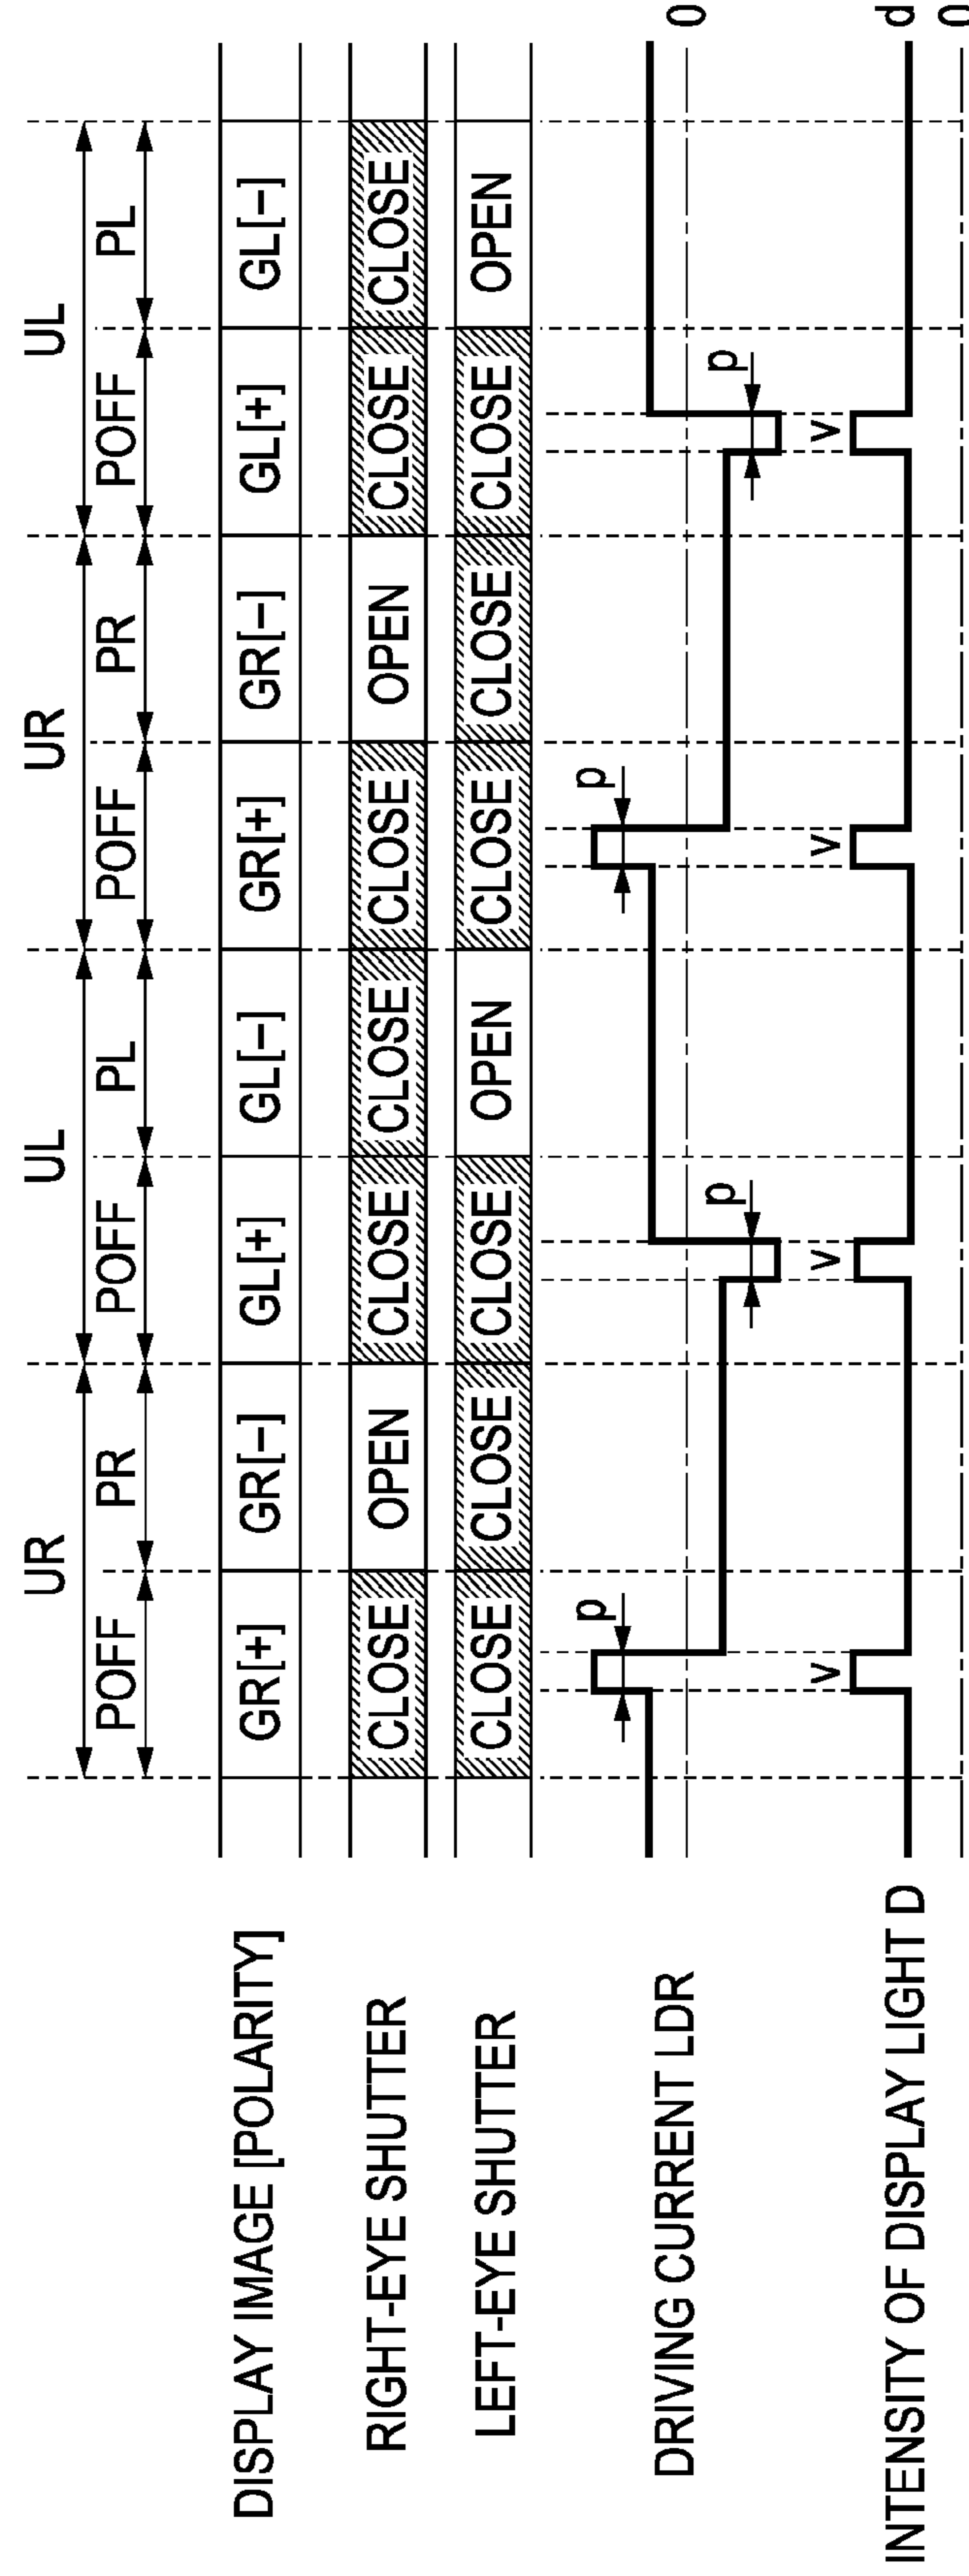 UR UL UR UL
POFF PR POFF PL POFF PR POFF PL
DISPLAY IMAGE [POLARITY] GR[+] GR[−] GL[+] GL[−] GR[+] GR[−] GL[+] GL[−]
RIGHT-EYE SHUTTER CLOSE OPEN CLOSE CLOSE CLOSE OPEN CLOSE CLOSE
LEFT-EYE SHUTTER CLOSE CLOSE CLOSE OPEN CLOSE CLOSE CLOSE OPEN
p p
DRIVING CURRENT LDR 0
p p
v v v v
INTENSITY OF DISPLAY LIGHT D d
0